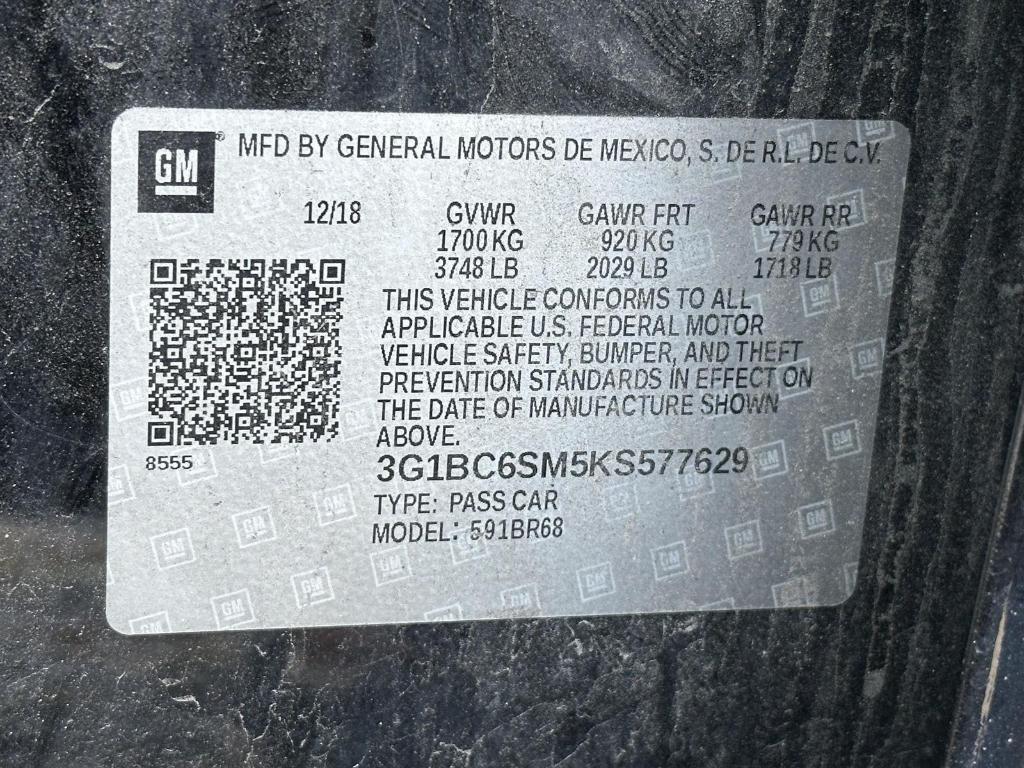 GM® MFD BY GENERAL MOTORS DE MEXICO, S. DE R.L. DE C.V.
12/18 GVWR GAWR FRT GAWR RR
1700 KG 920 KG 779 KG
3748 LB 2029 LB 1718 LB
THIS VEHICLE CONFORMS TO ALL
APPLICABLE U.S. FEDERAL MOTOR
VEHICLE SAFETY, BUMPER, AND THEFT
PREVENTION STANDARDS IN EFFECT ON
THE DATE OF MANUFACTURE SHOWN
ABOVE.
8555
3G1BC6SM5KS577629
TYPE: PASS CAR
MODEL: 591BR68